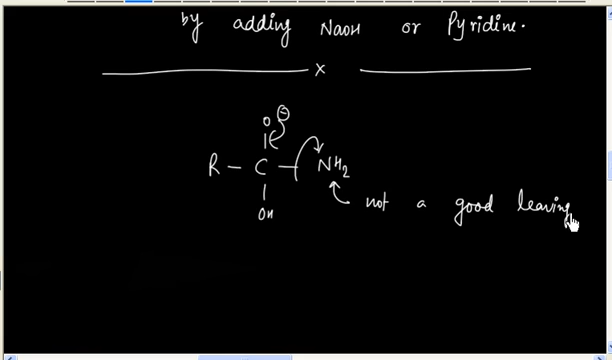 by adding NaOH or Pyridine.
x
O ⊖
R - C - NH2
OH
not a good leaving